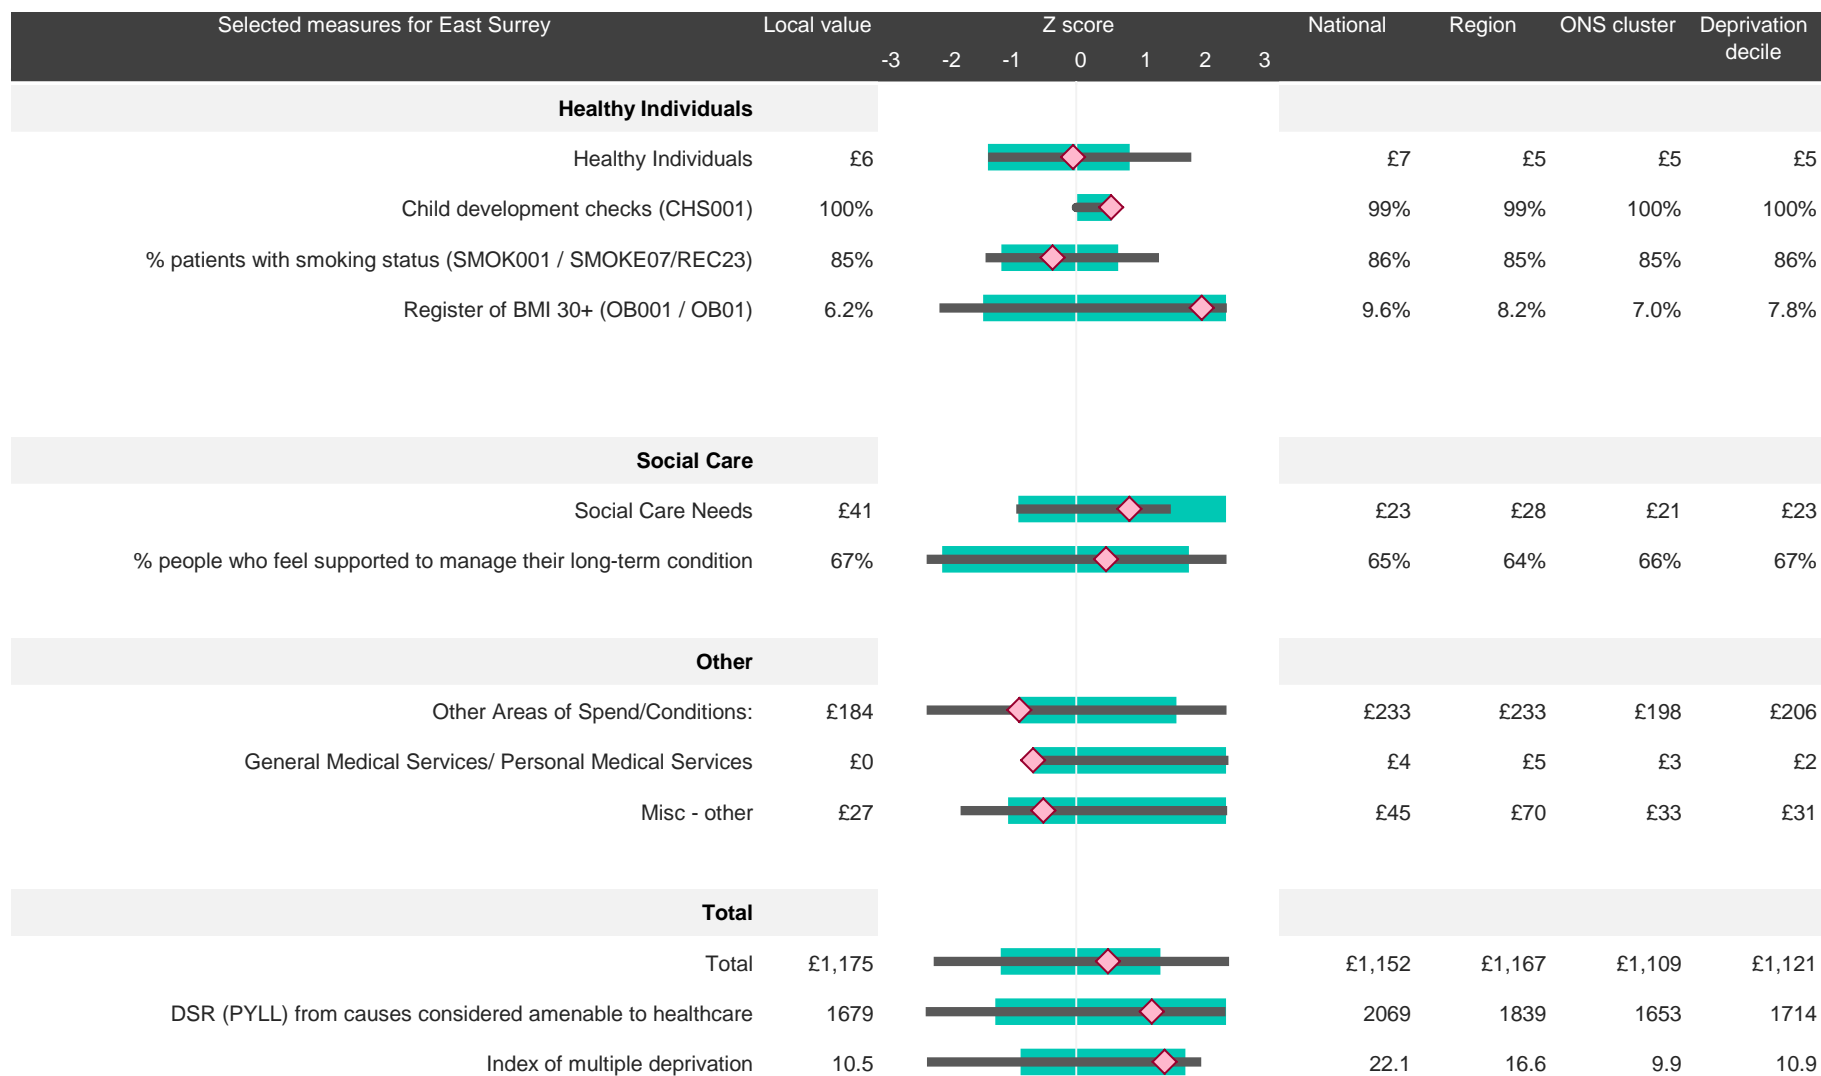 Selected measures for East Surrey Local value Z score National Region ONS cluster Deprivation decile
-3 -2 -1 0 1 2 3
Healthy Individuals
Healthy Individuals £6 £7 £5 £5 £5
Child development checks (CHS001) 100% 99% 99% 100% 100%
% patients with smoking status (SMOK001 / SMOKE07/REC23) 85% 86% 85% 85% 86%
Register of BMI 30+ (OB001 / OB01) 6.2% 9.6% 8.2% 7.0% 7.8%
Social Care
Social Care Needs £41 £23 £28 £21 £23
% people who feel supported to manage their long-term condition 67% 65% 64% 66% 67%
Other
Other Areas of Spend/Conditions: £184 £233 £233 £198 £206
General Medical Services/ Personal Medical Services £0 £4 £5 £3 £2
Misc - other £27 £45 £70 £33 £31
Total
Total £1,175 £1,152 £1,167 £1,109 £1,121
DSR (PYLL) from causes considered amenable to healthcare 1679 2069 1839 1653 1714
Index of multiple deprivation 10.5 22.1 16.6 9.9 10.9